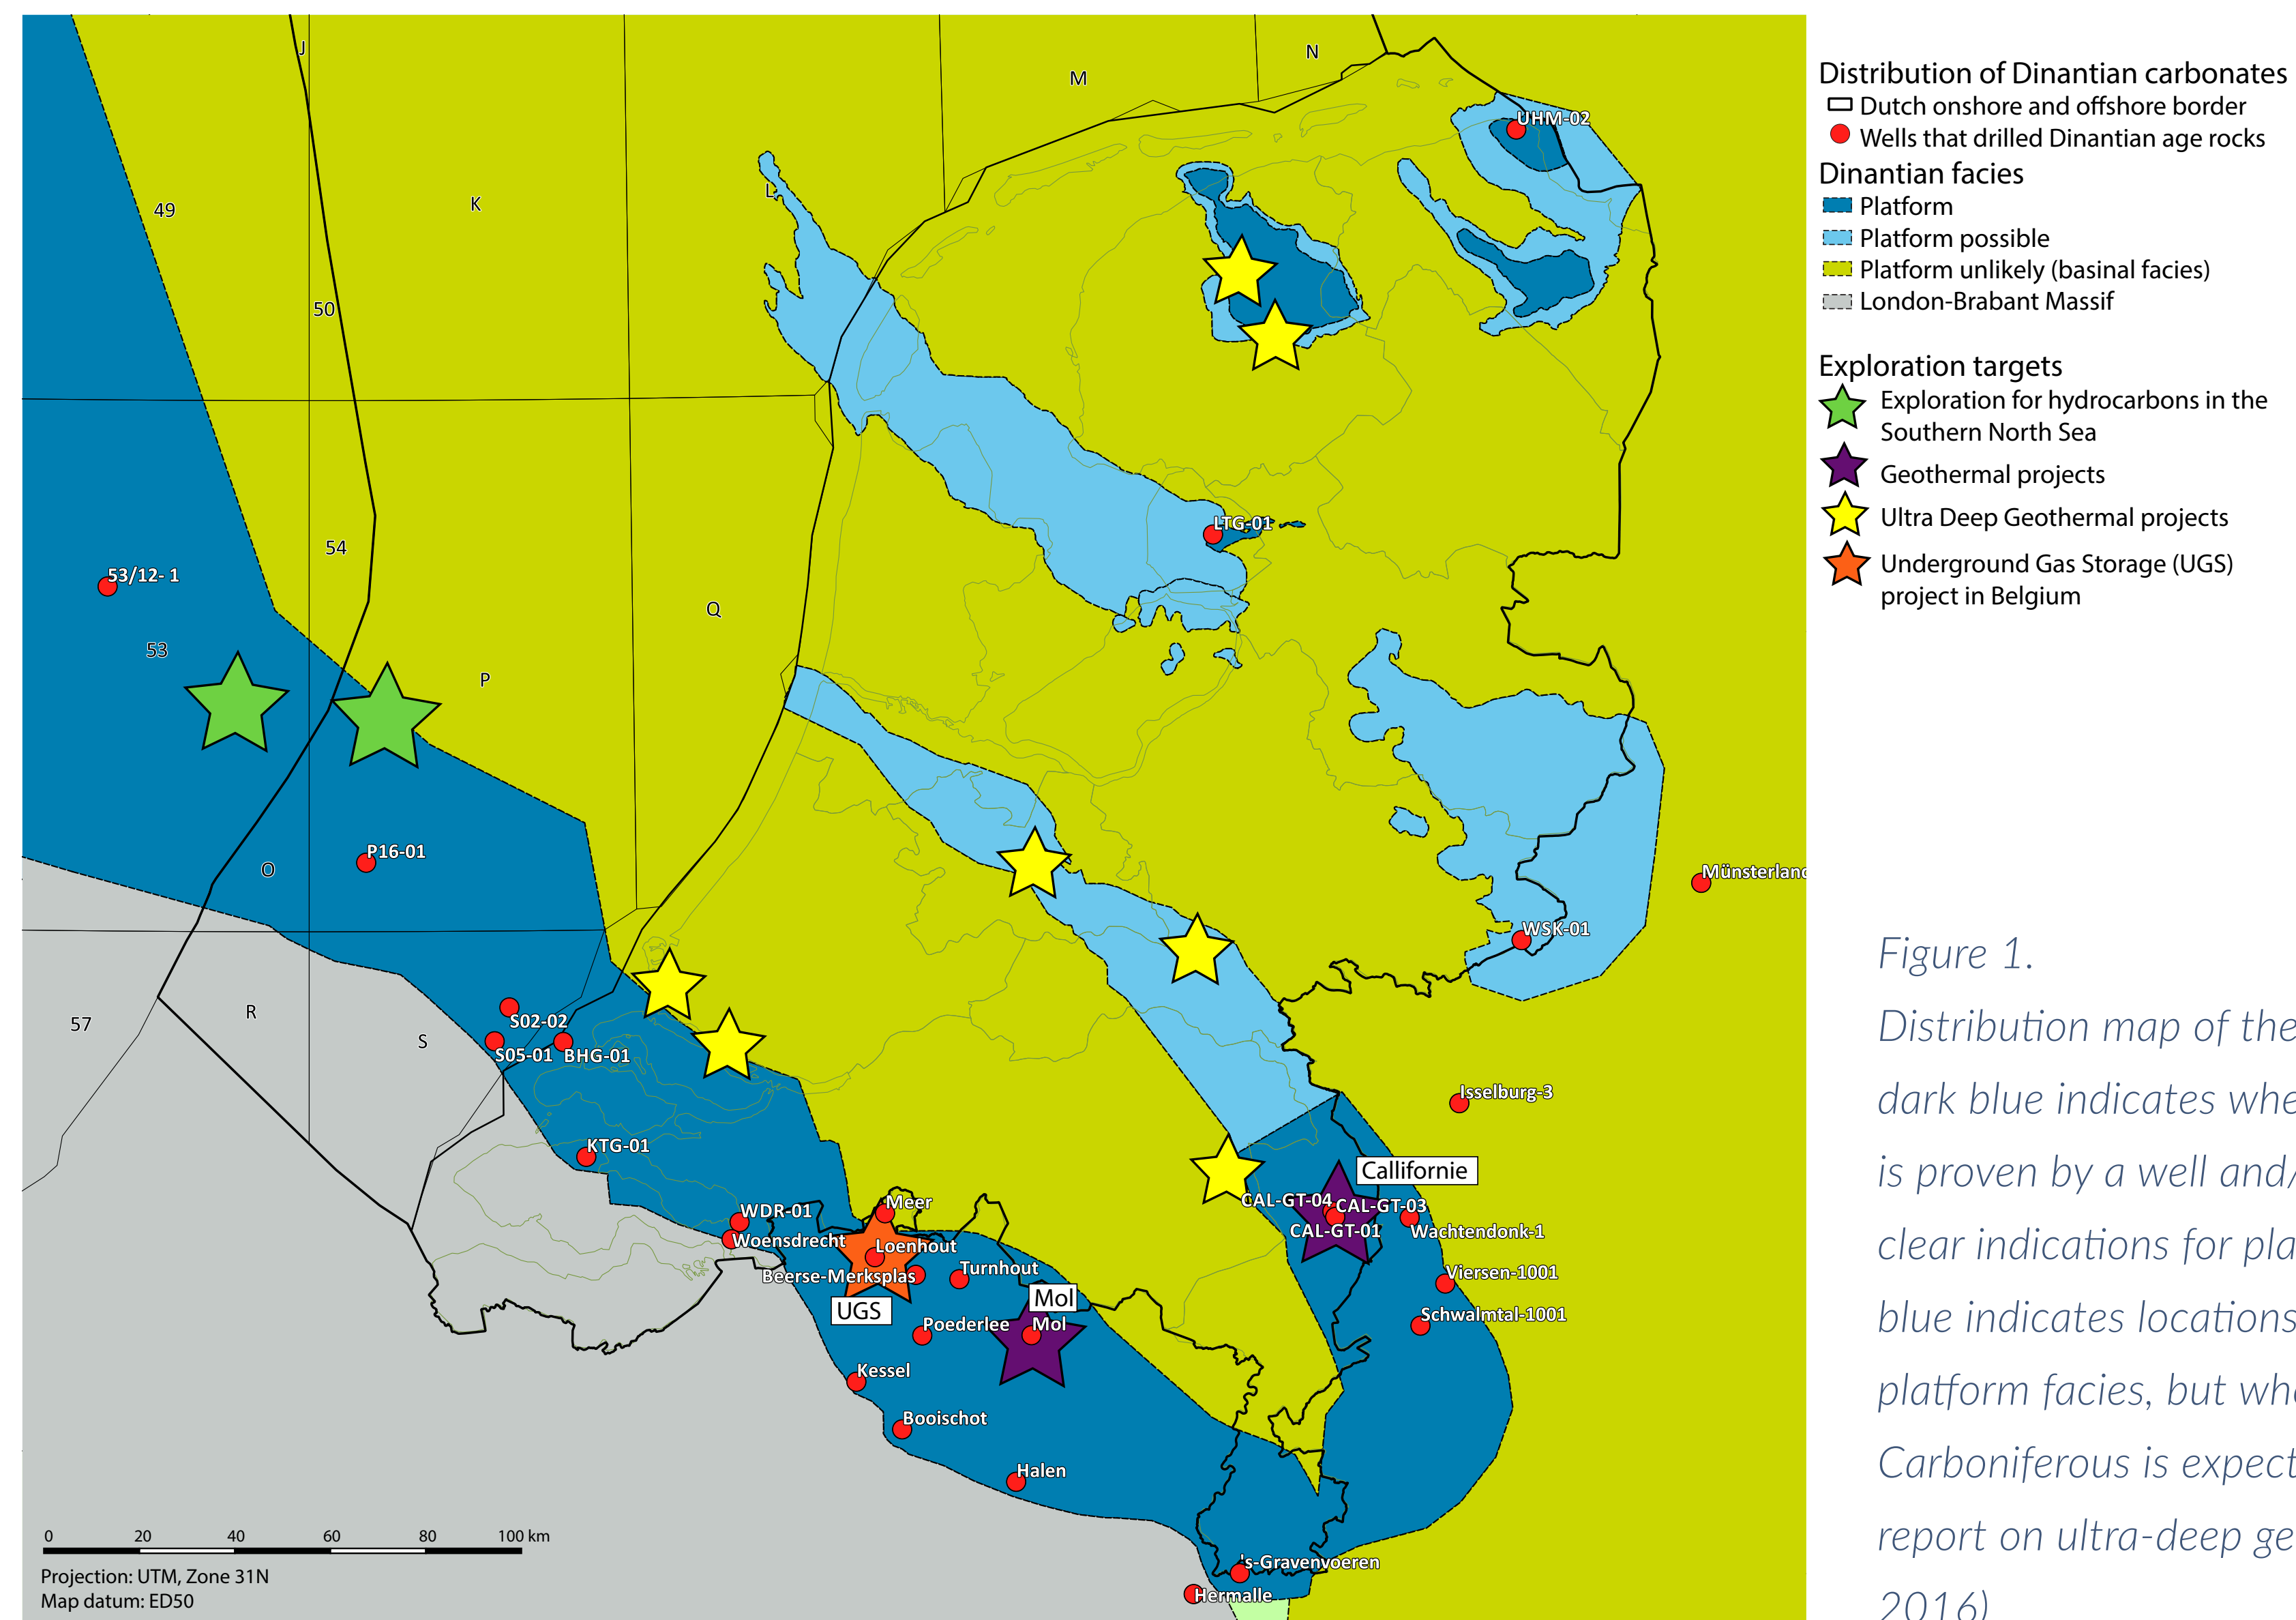 J
N
M
UHM-02
L
K
49
50
LTG-01
54
53/12- 1
Q
53
P
P16-01
O
Münsterland
WSK-01
S02-02
R
57
S
S05-01
BHG-01
Isselburg-3
KTG-01
Callifornie
Meer
CAL-GT-04
CAL-GT-03
WDR-01
CAL-GT-01
Wachtendonk-1
Woensdrecht
Loenhout
Turnhout
Beerse-Merksplas
Viersen-1001
Mol
UGS
Schwalmtal-1001
Poederlee
Mol
Kessel
Booischot
Halen
's-Gravenvoeren
Hermalle
0 20 40 60 80 100 km
Projection: UTM, Zone 31N
Map datum: ED50
Distribution of Dinantian carbonates
Dutch onshore and offshore border
Wells that drilled Dinantian age rocks
Dinantian facies
Platform
Platform possible
Platform unlikely (basinal facies)
London-Brabant Massif
Exploration targets
Exploration for hydrocarbons in the
Southern North Sea
Geothermal projects
Ultra Deep Geothermal projects
Underground Gas Storage (UGS)
project in Belgium
Figure 1.
Distribution map of the
dark blue indicates whe
is proven by a well and/
clear indications for pla
blue indicates locations
platform facies, but whe
Carboniferous is expect
report on ultra-deep ge
2016)